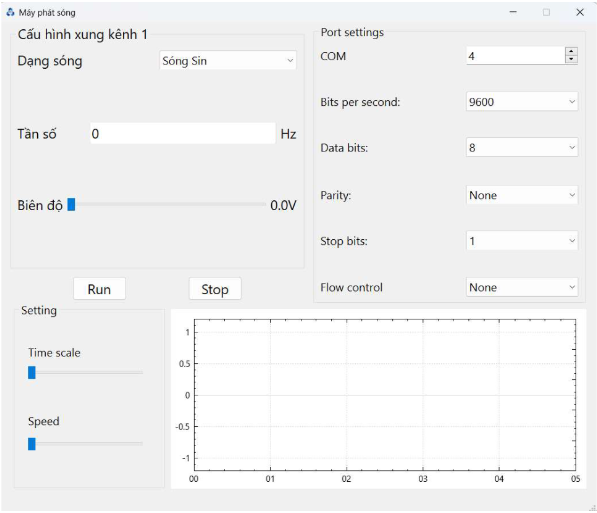 Máy phát sóng
Cấu hình xung kênh 1
Dạng sóng
Sóng Sin
Tần số
0
Hz
Biên độ
0.0V
Run
Stop
Port settings
COM
4
Bits per second:
9600
Data bits:
8
Parity:
None
Stop bits:
1
Flow control
None
Setting
Time scale
Speed
1
0.5
0
-0.5
-1
00
01
02
03
04
05